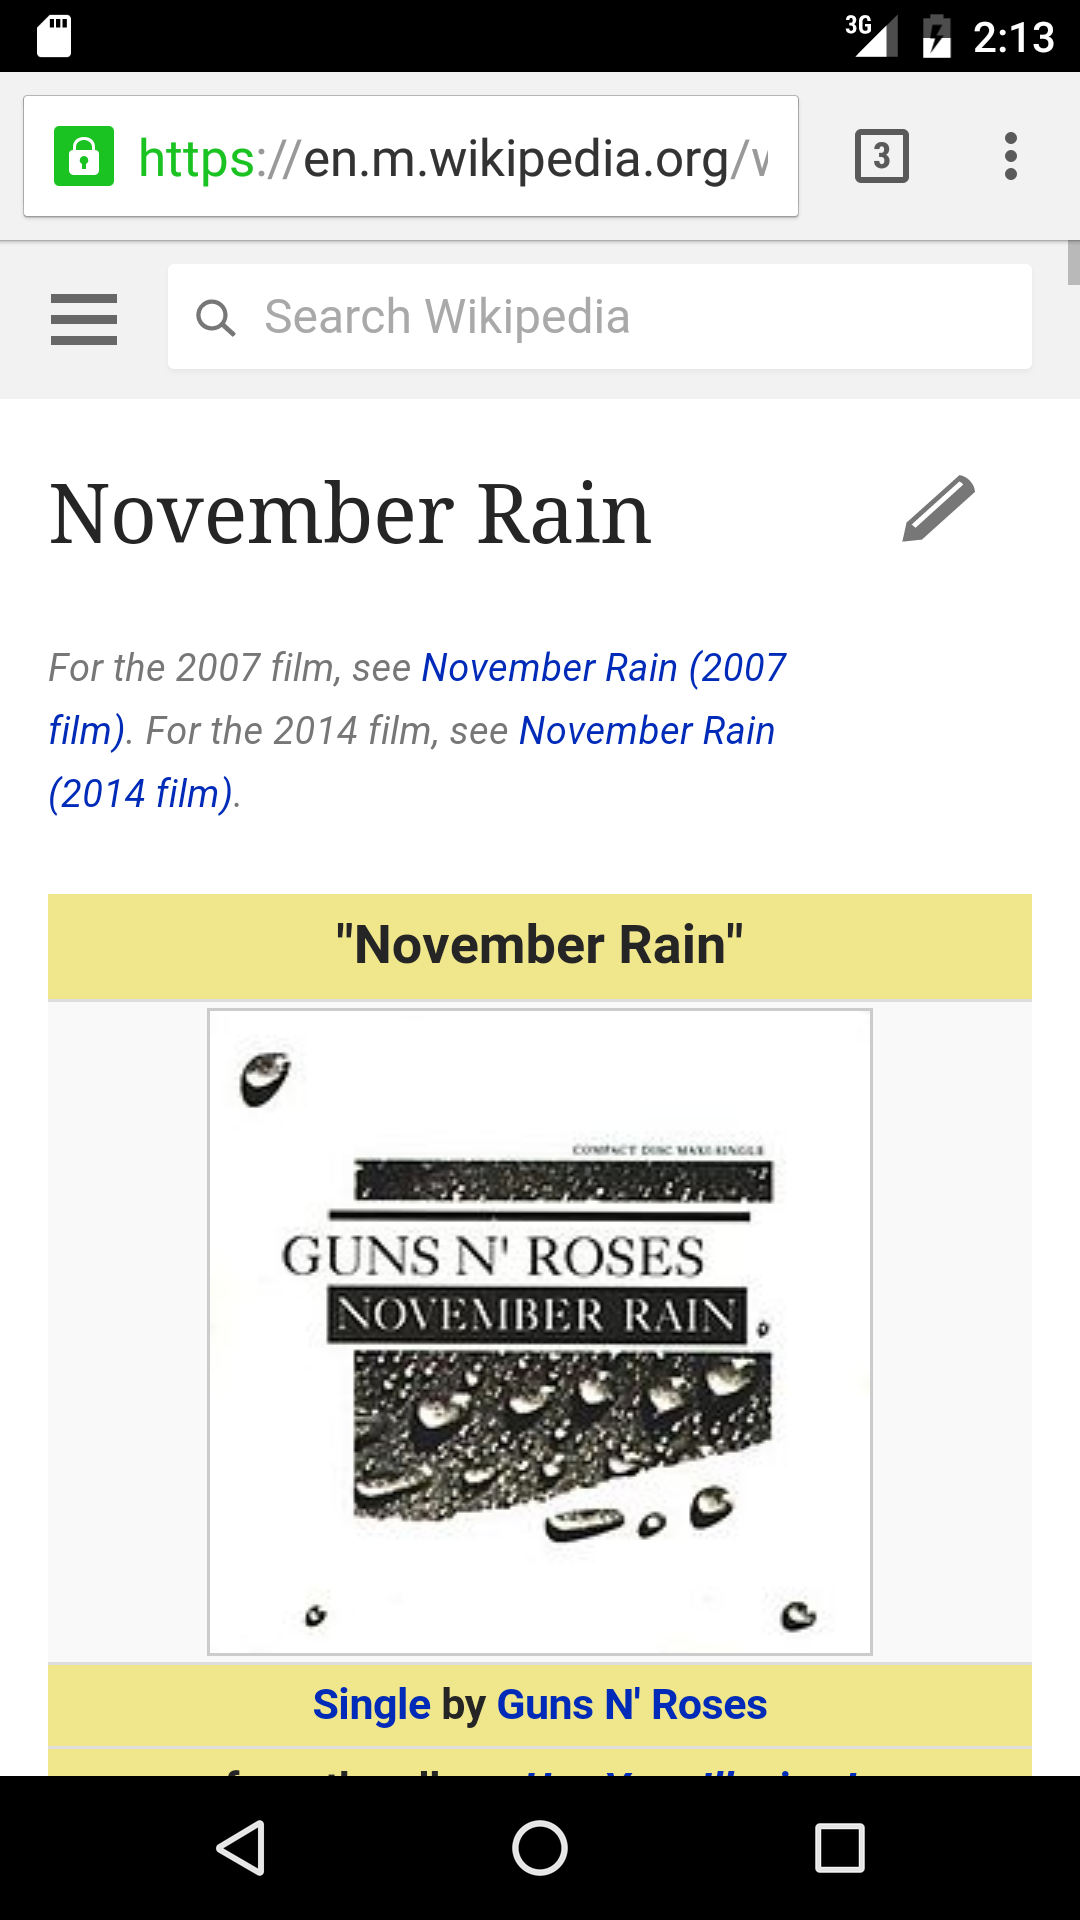 3G 2:13
https://en.m.wikipedia.org/
3
Search Wikipedia
November Rain
For the 2007 film, see November Rain (2007
film). For the 2014 film, see November Rain
(2014 film).
"November Rain"
COMPACT DISC MAXI-SINGLE
GUNS N' ROSES
NOVEMBER RAIN
Single by Guns N' Roses